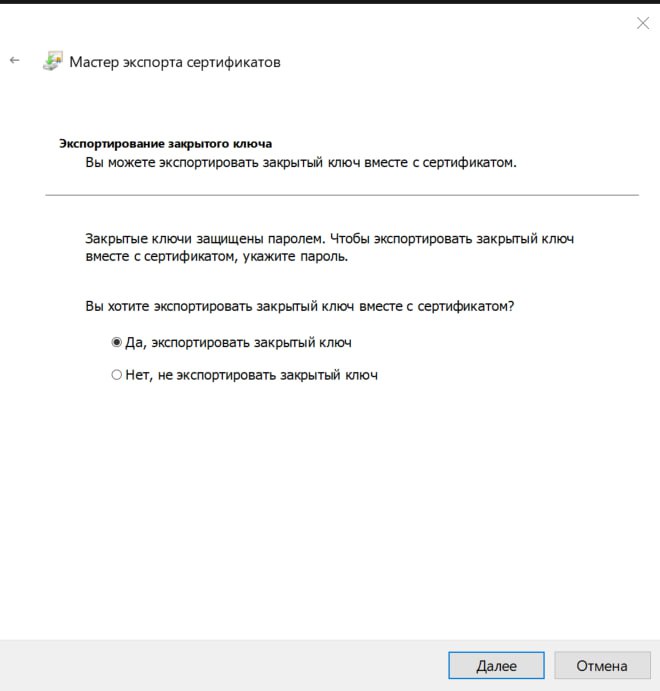 Мастер экспорта сертификатов
Экспортирование закрытого ключа
Вы можете экспортировать закрытый ключ вместе с сертификатом.
Закрытые ключи защищены паролем. Чтобы экспортировать закрытый ключ
вместе с сертификатом, укажите пароль.
Вы хотите экспортировать закрытый ключ вместе с сертификатом?
Да, экспортировать закрытый ключ
Нет, не экспортировать закрытый ключ
Далее
Отмена